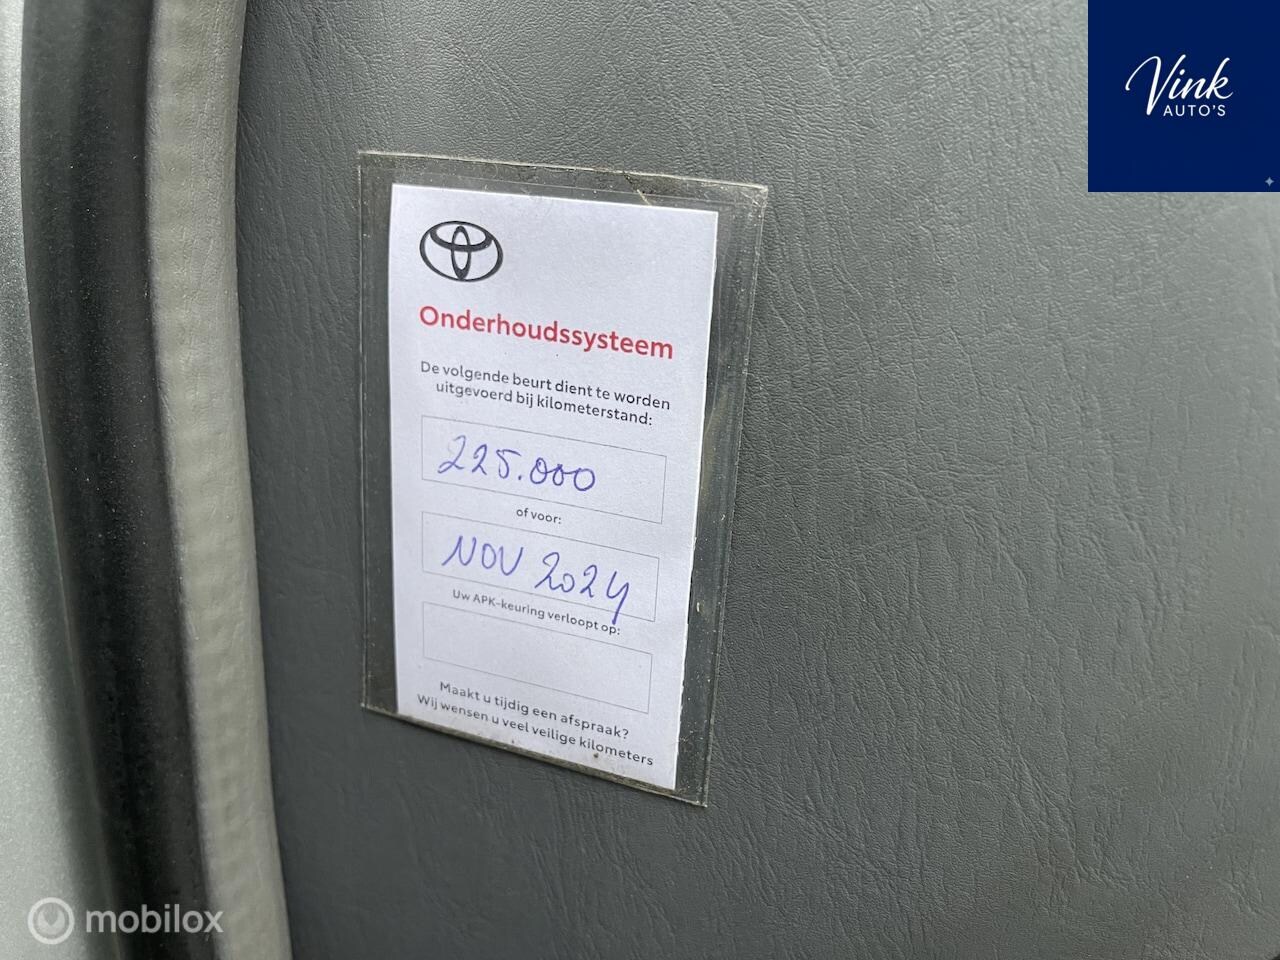 Vink
AUTO'S
Onderhoudssysteem
De volgende beurt dient te worden
uitgevoerd bij kilometerstand:
225.000
of voor:
NOV 2024
Uw APK-keuring verloopt op:
Maakt u tijdig een afspraak?
Wij wensen u veel veilige kilometers
mobilox